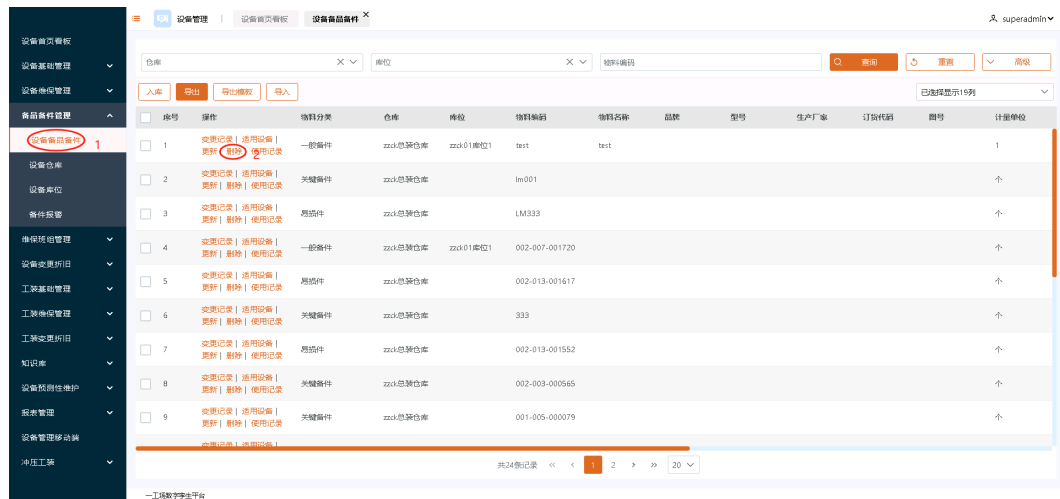 设备管理 设备首页看板 设备备品备件 × superadmin
设备首页看板
设备基础管理
设备维保管理
备品备件管理
设备备品备件 1
设备仓库
设备库位
备件报警
维保班组管理
设备变更折旧
工装基础管理
工装维保管理
工装变更折旧
知识库
设备预测性维护
报表管理
设备管理移动端
冲压工装
仓库 库位 物料编码 查询 重置 高级
入库 导出 导出模板 导入 已选择显示19列
序号 操作 物料分类 仓库 库位 物料编码 物料名称 品牌 型号 生产厂家 订货代码 图号 计量单位
1 变更记录 | 适用设备 | 一般备件 zzck总装仓库 zzck01库位1 test test 1
更新 | 删除 | 使用记录 2
2 变更记录 | 适用设备 | 关键备件 zzck总装仓库 lm001 个
更新 | 删除 | 使用记录
3 变更记录 | 适用设备 | 易损件 zzck总装仓库 LM333 个
更新 | 删除 | 使用记录
4 变更记录 | 适用设备 | 一般备件 zzck总装仓库 zzck01库位1 002-007-001720 个
更新 | 删除 | 使用记录
5 变更记录 | 适用设备 | 易损件 zzck总装仓库 002-013-001617 个
更新 | 删除 | 使用记录
6 变更记录 | 适用设备 | 关键备件 zzck总装仓库 333 个
更新 | 删除 | 使用记录
7 变更记录 | 适用设备 | 易损件 zzck总装仓库 002-013-001552 个
更新 | 删除 | 使用记录
8 变更记录 | 适用设备 | 关键备件 zzck总装仓库 002-003-000565 个
更新 | 删除 | 使用记录
9 变更记录 | 适用设备 | 关键备件 zzck总装仓库 001-005-000079 个
更新 | 删除 | 使用记录
变更记录 | 适用设备 |
共24条记录 « < 1 2 > » 20
一工场数字孪生平台